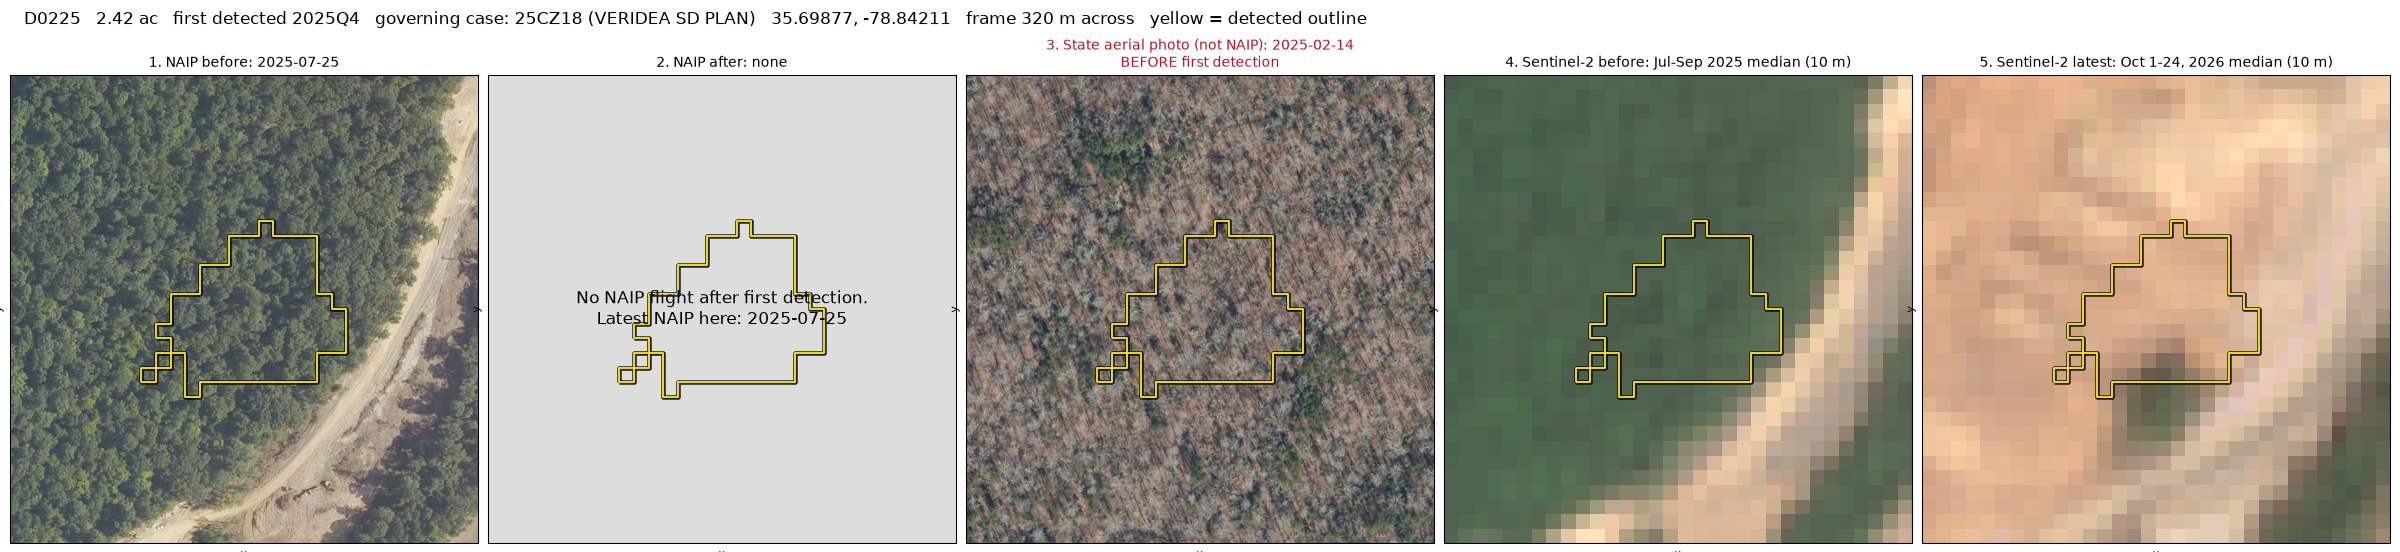 D0225   2.42 ac   first detected 2025Q4   governing case: 25CZ18 (VERIDEA SD PLAN)   35.69877, -78.84211   frame 320 m across   yellow = detected outline
1. NAIP before: 2025-07-25
2. NAIP after: none
3. State aerial photo (not NAIP): 2025-02-14
BEFORE first detection
4. Sentinel-2 before: Jul-Sep 2025 median (10 m)
5. Sentinel-2 latest: Oct 1-24, 2026 median (10 m)
No NAIP flight after first detection.
Latest NAIP here: 2025-07-25